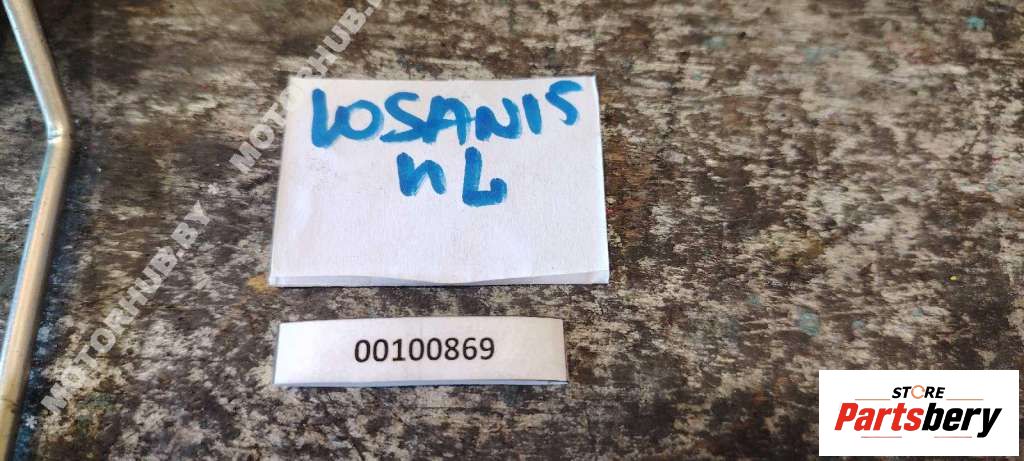 LOSANIS
NL
00100869
MOTORHUB.BY
* MOTORHUB.BY
STORE
Partsbery